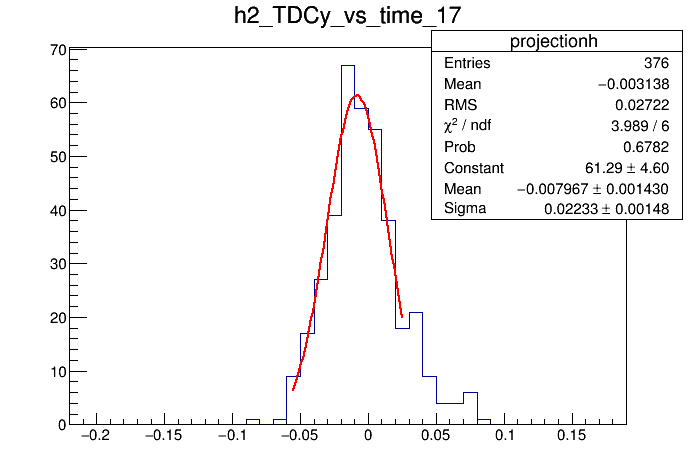 h2_TDCy_vs_time_17
projectionh
Entries 376
Mean −0.003138
RMS 0.02722
χ² / ndf 3.989 / 6
Prob 0.6782
Constant 61.29 ± 4.60
Mean −0.007967 ± 0.001430
Sigma 0.02233 ± 0.00148
70
60
50
40
30
20
10
0
−0.2 −0.15 −0.1 −0.05 0 0.05 0.1 0.15